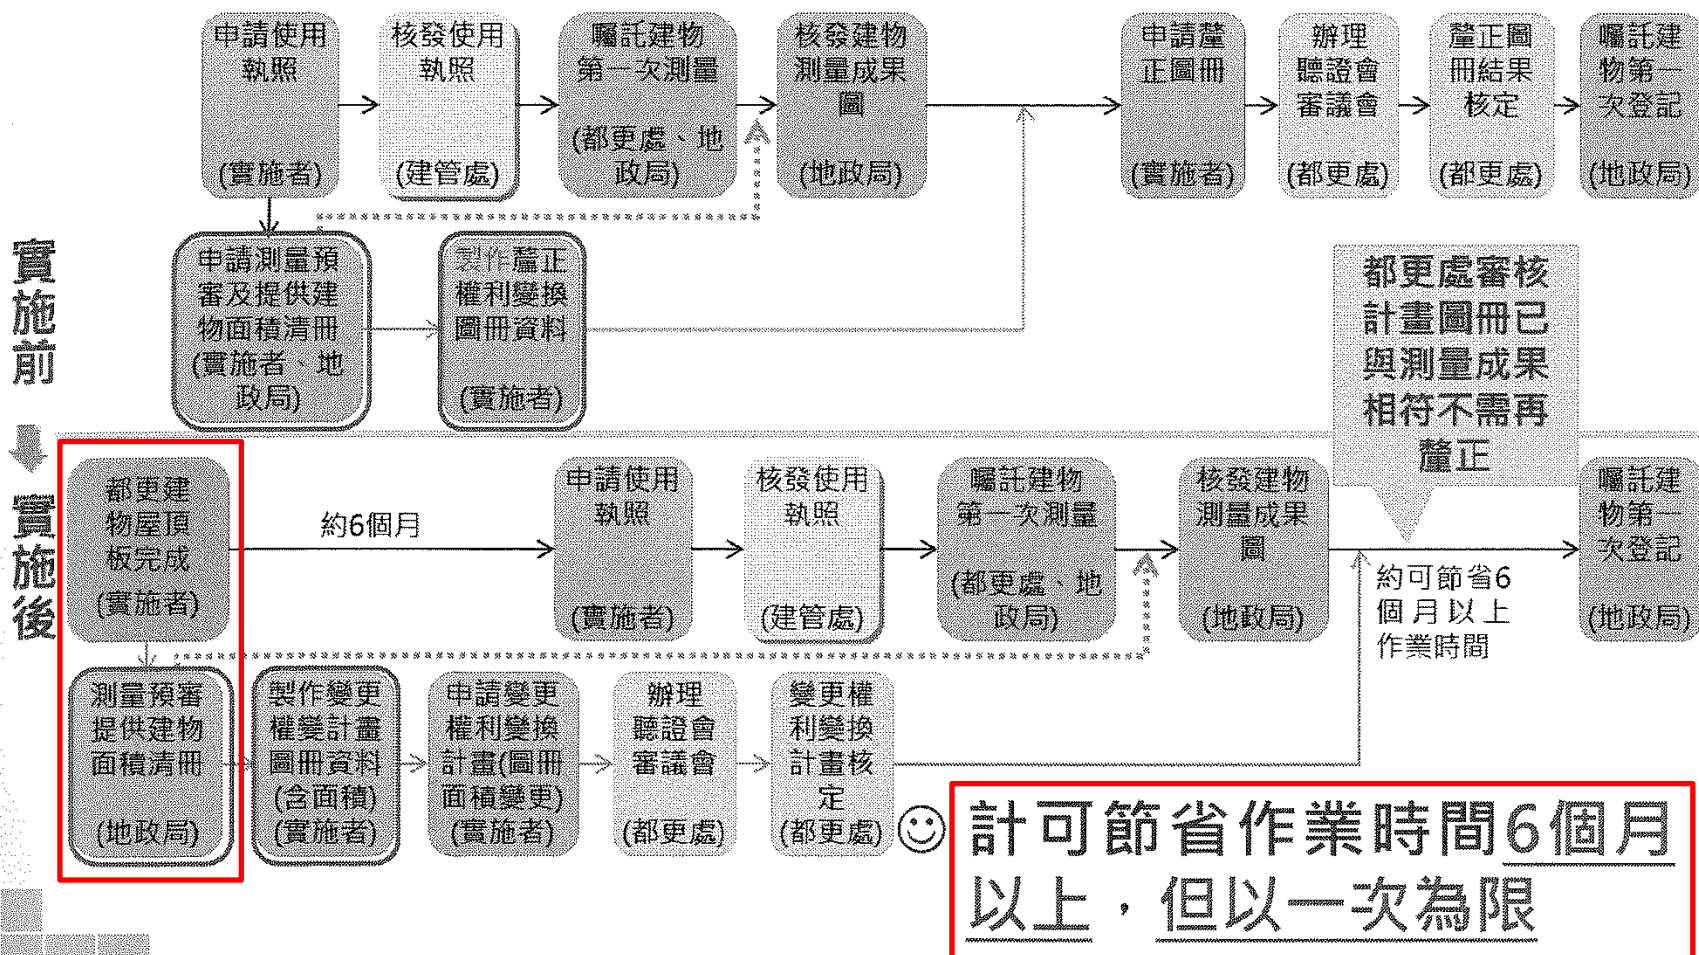 申請使用
執照
(實施者)
核發使用
執照
(建管處)
囑託建物
第一次測量
(都更處、地
政局)
核發建物
測量成果
圖
(地政局)
申請釐
正圖冊
(實施者)
辦理
聽證會
審議會
(都更處)
釐正圖
冊結果
核定
(都更處)
囑託建
物第一
次登記
(地政局)
實施前
申請測量預
審及提供建
物面積清冊
(實施者、地
政局)
製作釐正
權利變換
圖冊資料
(實施者)
都更處審核
計畫圖冊已
與測量成果
相符不需再
釐正
實施後
都更建
物屋頂
板完成
(實施者)
約6個月
申請使用
執照
(實施者)
核發使用
執照
(建管處)
囑託建物
第一次測量
(都更處、地
政局)
核發建物
測量成果
圖
(地政局)
約可節省6
個月以上
作業時間
囑託建
物第一
次登記
(地政局)
測量預審
提供建物
面積清冊
(地政局)
製作變更
權變計畫
圖冊資料
(含面積)
(實施者)
申請變更
權利變換
計畫(圖冊
面積變更)
(實施者)
辦理
聽證會
審議會
(都更處)
變更權
利變換
計畫核
定
(都更處)
計可節省作業時間6個月
以上，但以一次為限